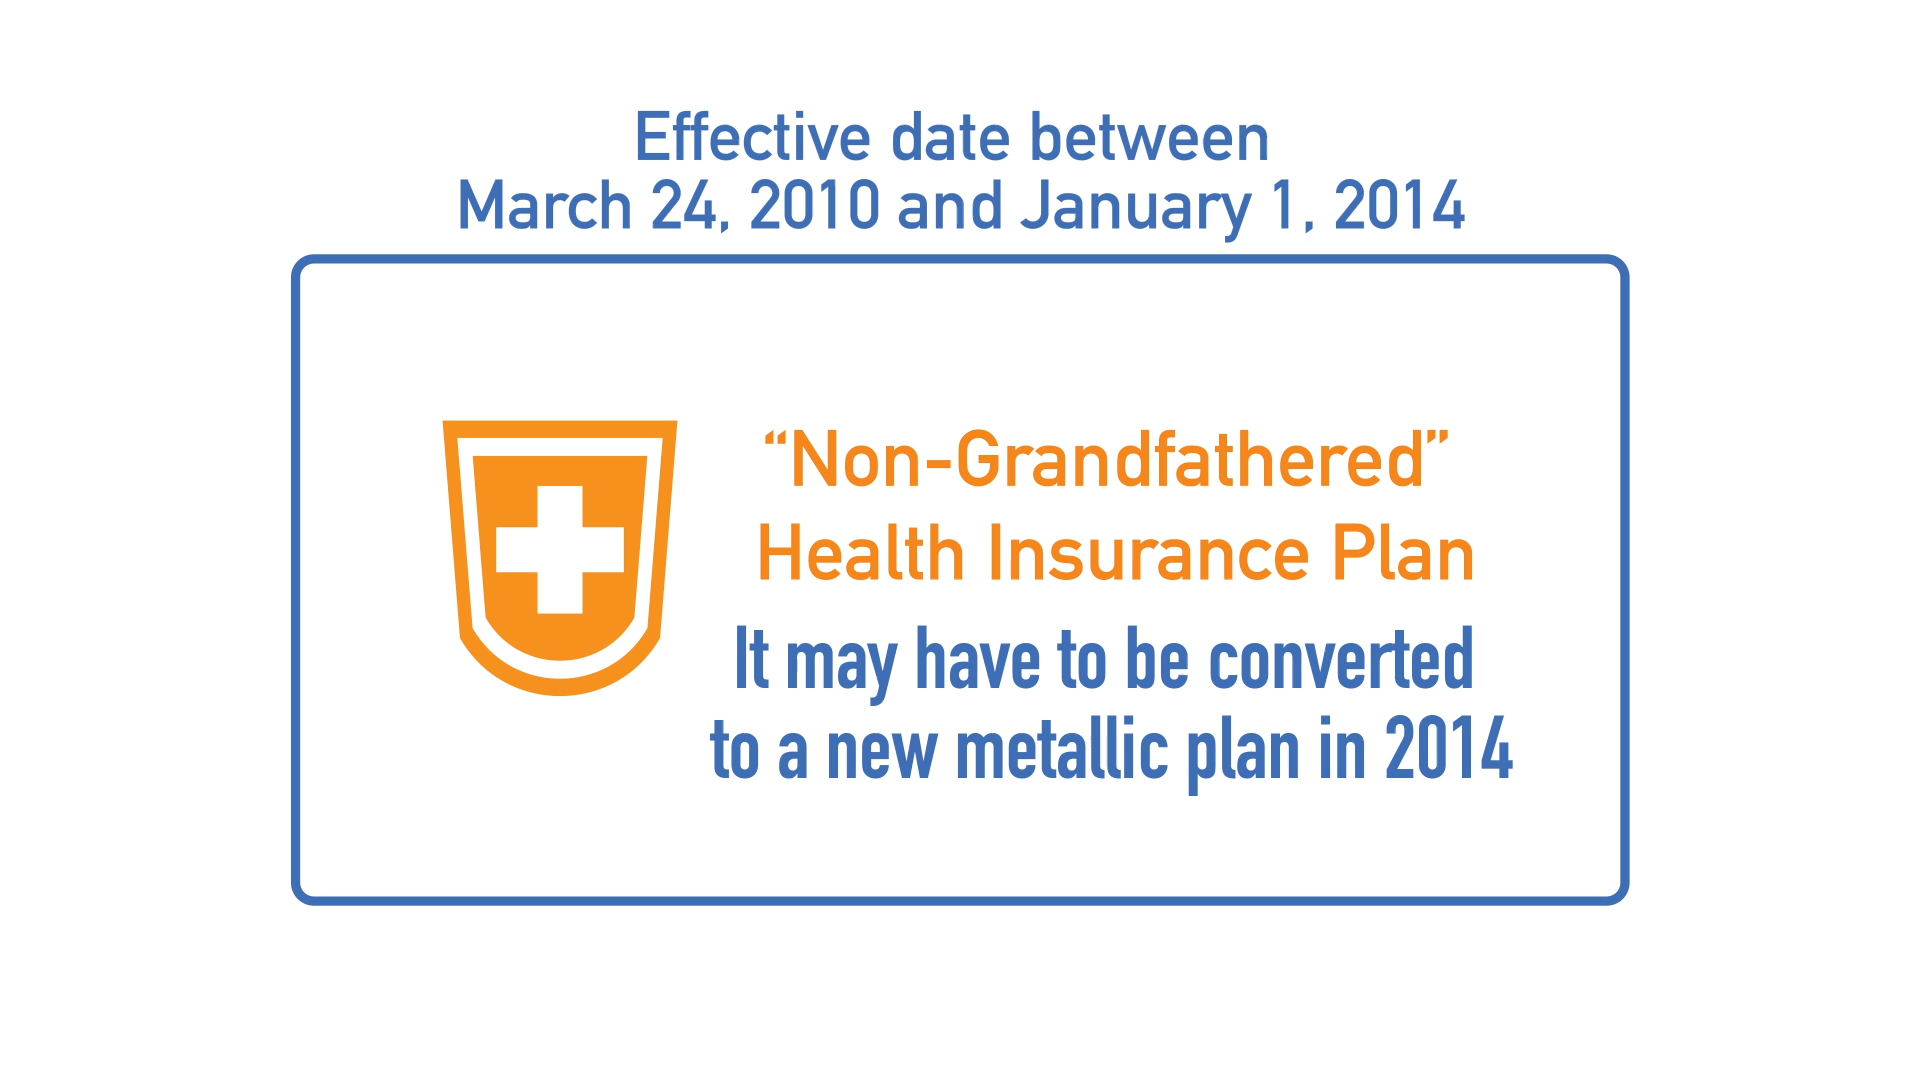 Effective date between
March 24, 2010 and January 1, 2014
“Non-Grandfathered”
Health Insurance Plan
It may have to be converted
to a new metallic plan in 2014